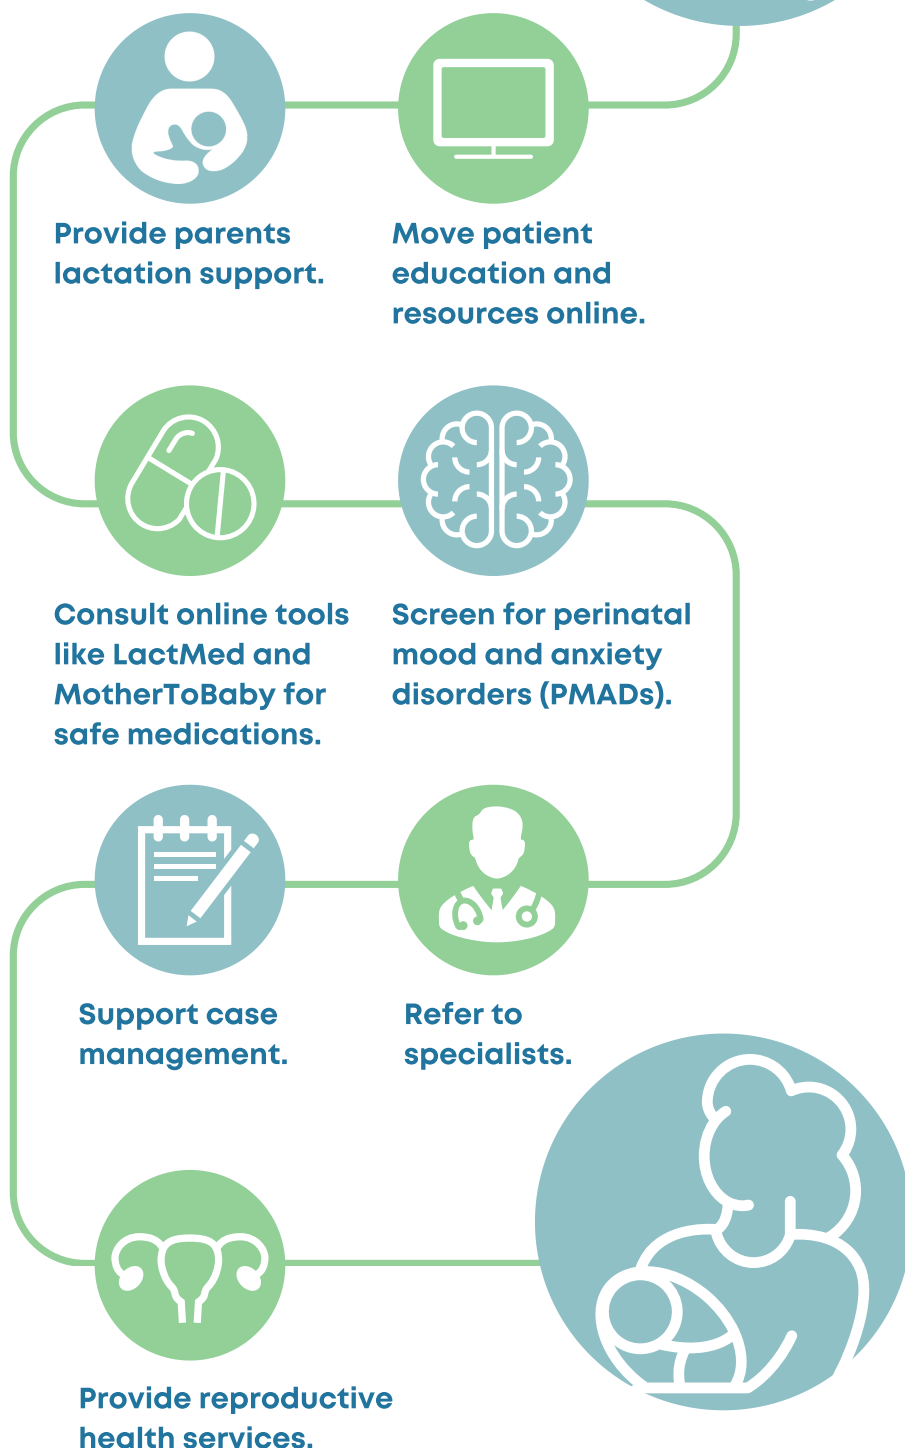 Provide parents
lactation support.
Move patient
education and
resources online.
Consult online tools
like LactMed and
MotherToBaby for
safe medications.
Screen for perinatal
mood and anxiety
disorders (PMADs).
Support case
management.
Refer to
specialists.
Provide reproductive
health services.